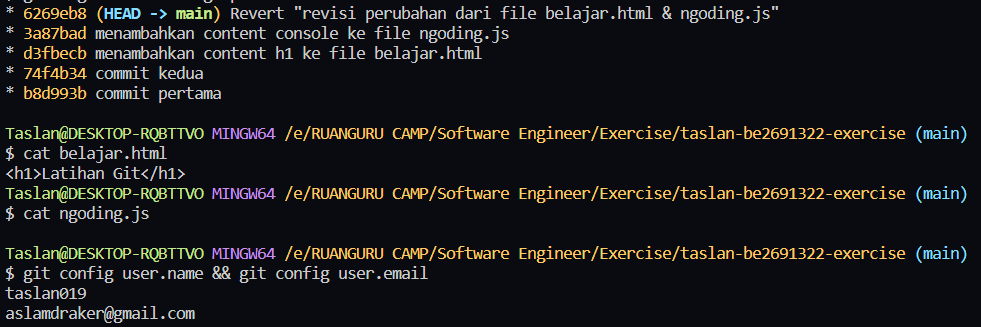 * 6269eb8 (HEAD -> main) Revert "revisi perubahan dari file belajar.html & ngoding.js"
* 3a87bad menambahkan content console ke file ngoding.js
* d3fbecb menambahkan content h1 ke file belajar.html
* 74f4b34 commit kedua
* b8d993b commit pertama
Taslan@DESKTOP-RQBTTVO MINGW64 /e/RUANGURU CAMP/Software Engineer/Exercise/taslan-be2691322-exercise (main)
$ cat belajar.html
<h1>Latihan Git</h1>
Taslan@DESKTOP-RQBTTVO MINGW64 /e/RUANGURU CAMP/Software Engineer/Exercise/taslan-be2691322-exercise (main)
$ cat ngoding.js
Taslan@DESKTOP-RQBTTVO MINGW64 /e/RUANGURU CAMP/Software Engineer/Exercise/taslan-be2691322-exercise (main)
$ git config user.name && git config user.email
taslan019
aslamdraker@gmail.com